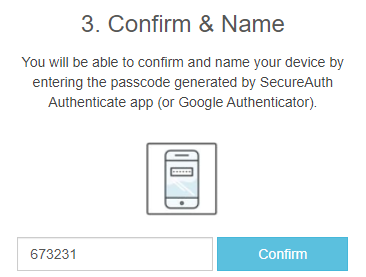 3. Confirm & Name
You will be able to confirm and name your device by
entering the passcode generated by SecureAuth
Authenticate app (or Google Authenticator).
673231
Confirm